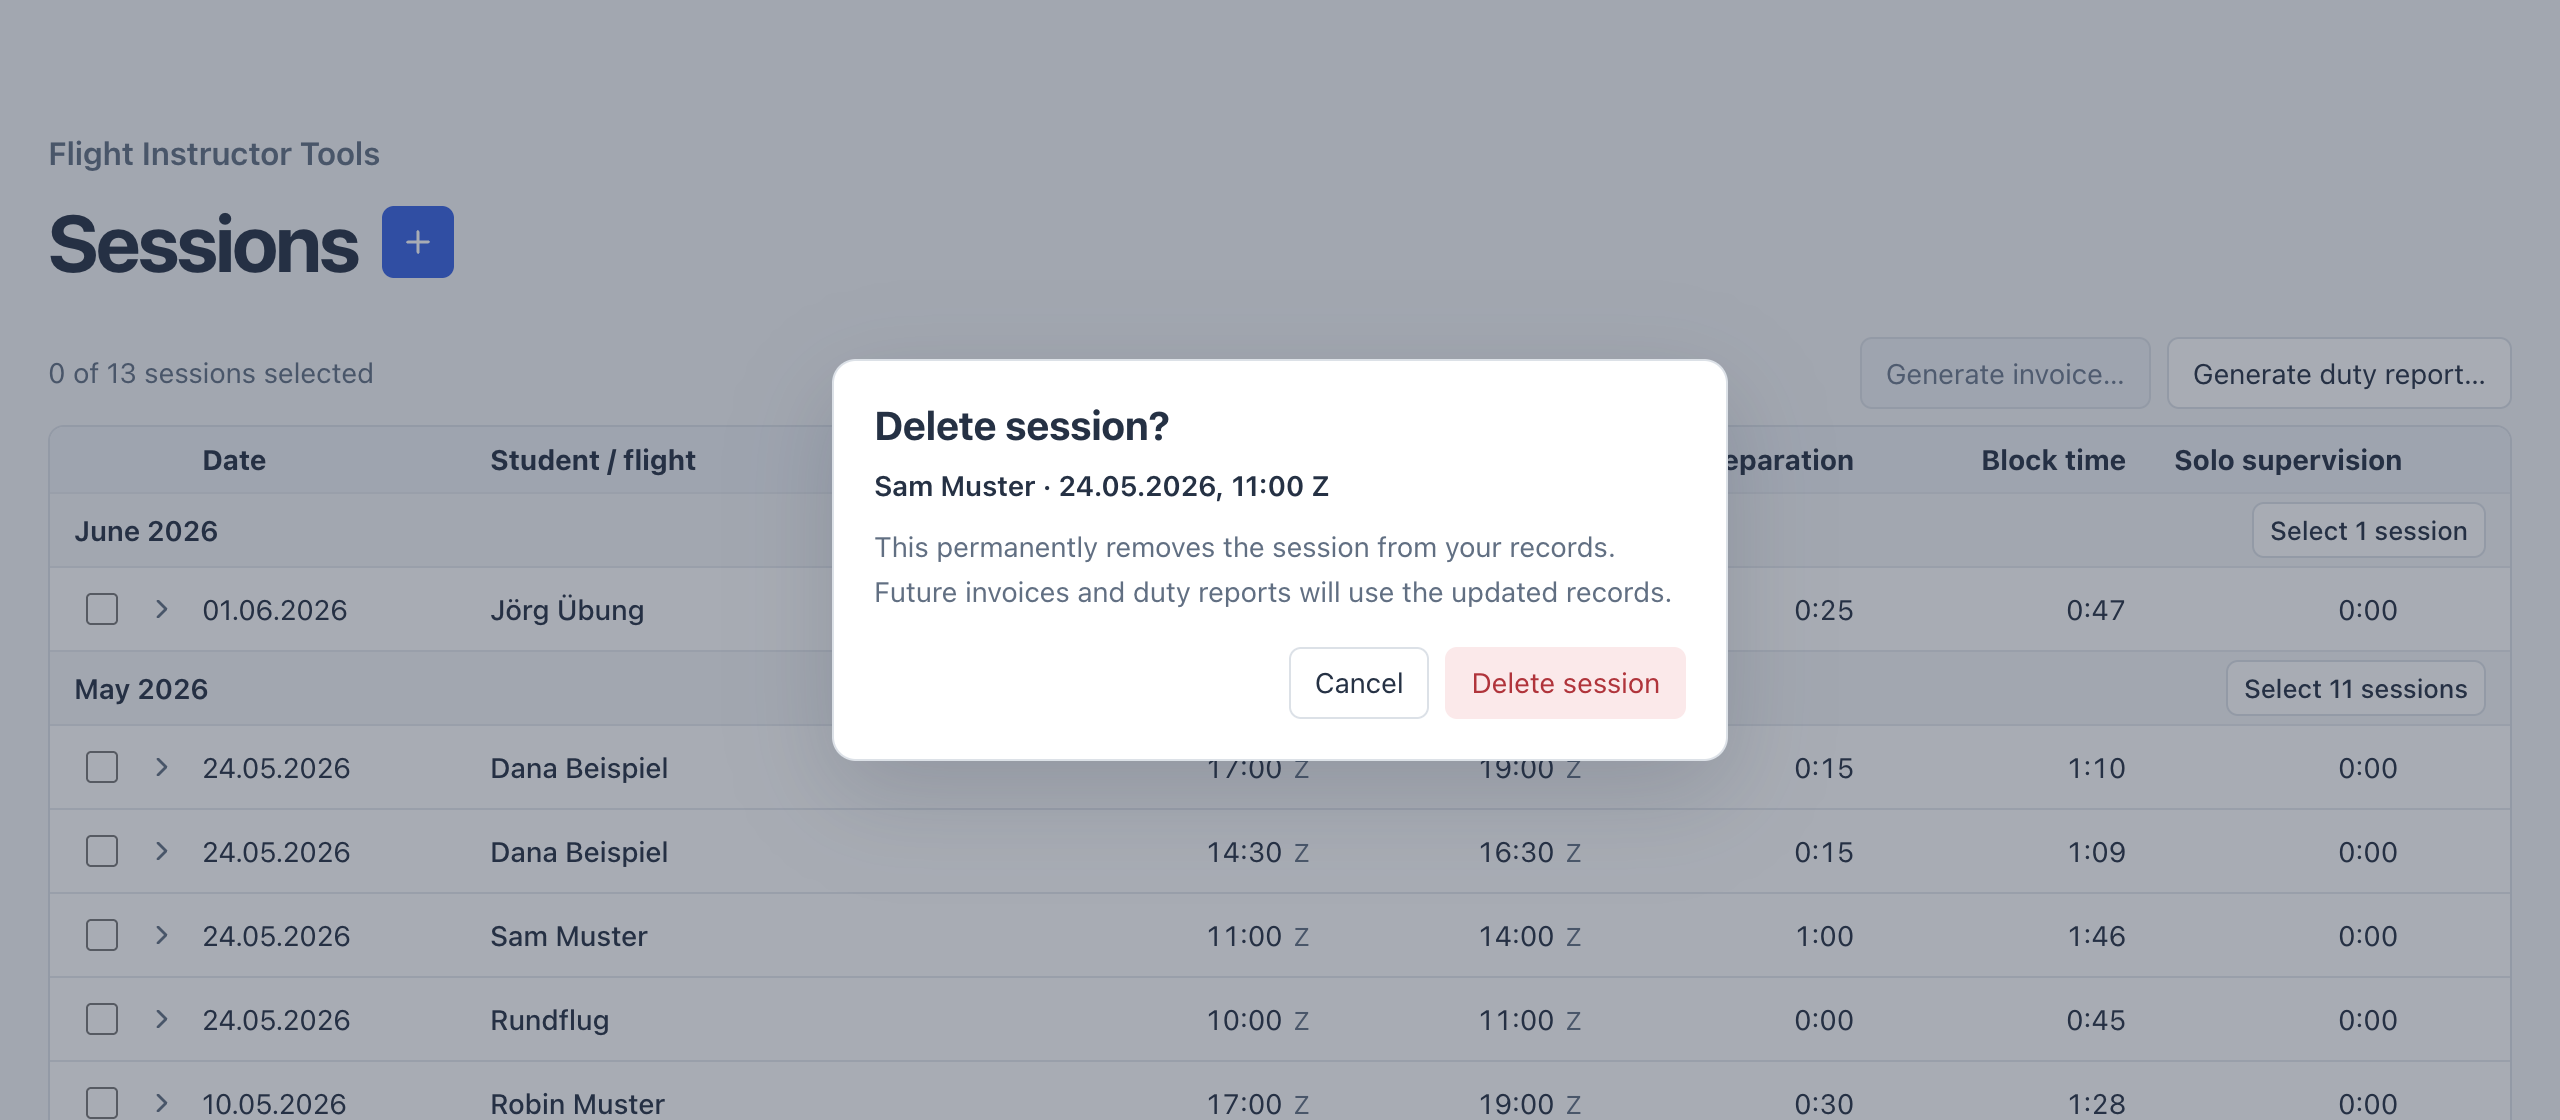 Flight Instructor Tools
Sessions +
0 of 13 sessions selected
Generate invoice...
Generate duty report...
Delete session?
Sam Muster · 24.05.2026, 11:00 Z
This permanently removes the session from your records.
Future invoices and duty reports will use the updated records.
Cancel
Delete session
Date Student / flight Block time Solo supervision
June 2026 Select 1 session
01.06.2026 Jörg Übung 0:25 0:47 0:00
May 2026 Select 11 sessions
24.05.2026 Dana Beispiel 17:00 Z 19:00 Z 0:15 1:10 0:00
24.05.2026 Dana Beispiel 14:30 Z 16:30 Z 0:15 1:09 0:00
24.05.2026 Sam Muster 11:00 Z 14:00 Z 1:00 1:46 0:00
24.05.2026 Rundflug 10:00 Z 11:00 Z 0:00 0:45 0:00
10.05.2026 Robin Muster 17:00 Z 19:00 Z 0:30 1:28 0:00